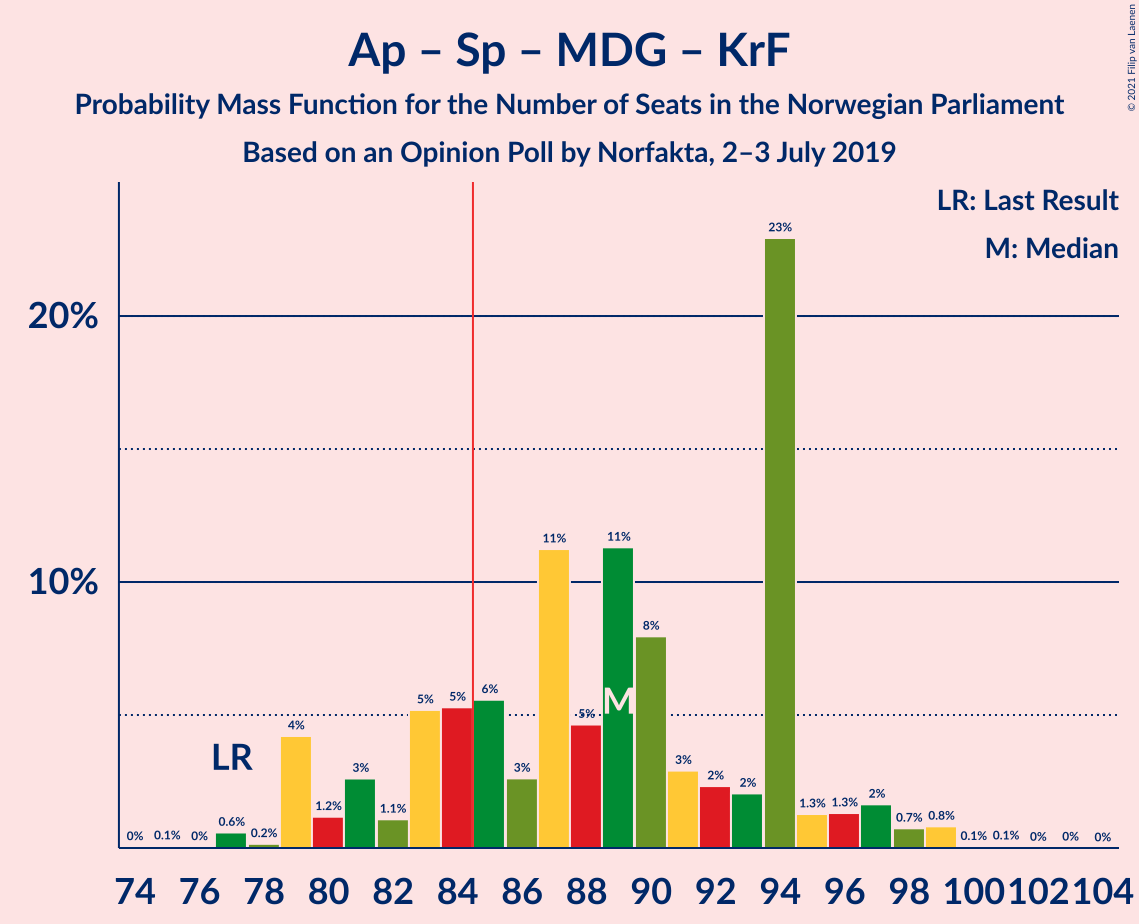 Ap – Sp – MDG – KrF
Probability Mass Function for the Number of Seats in the Norwegian Parliament
Based on an Opinion Poll by Norfakta, 2–3 July 2019
© 2021 Filip van Laenen
LR: Last Result
M: Median
20%
10%
LR
M
0% 0.1% 0% 0.6% 0.2% 4% 1.2% 3% 1.1% 5% 5% 6% 3% 11% 5% 11% 8% 3% 2% 2% 23% 1.3% 1.3% 2% 0.7% 0.8% 0.1% 0.1% 0% 0% 0%
74 76 78 80 82 84 86 88 90 92 94 96 98 100 102 104